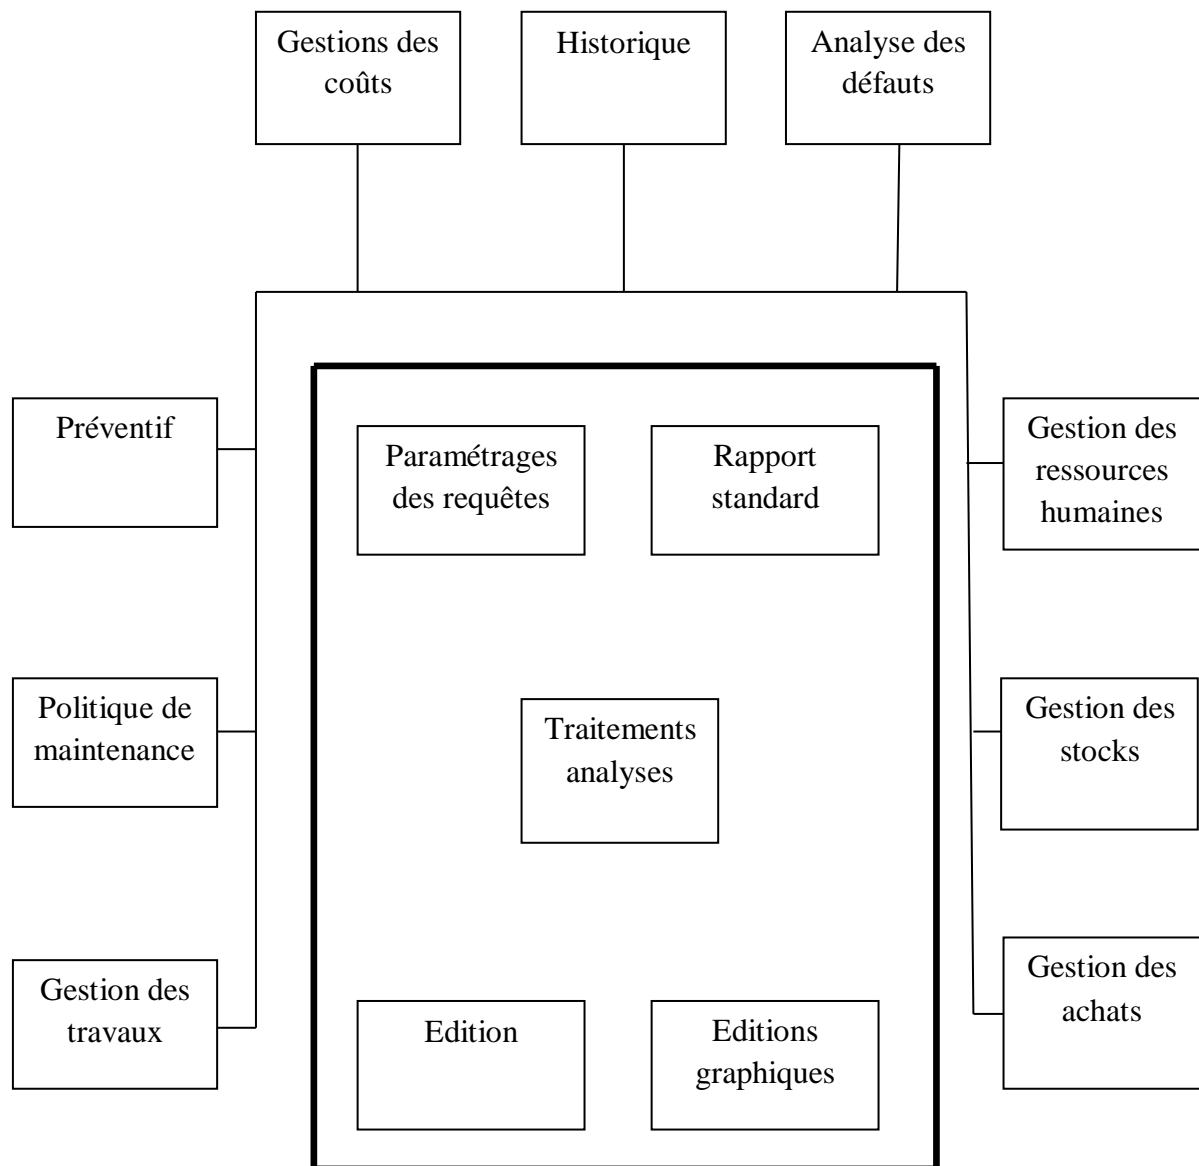 Gestions des
coûts
Historique
Analyse des
défauts
Préventif
Paramétrages
des requêtes
Rapport
standard
Gestion des
ressources
humaines
Politique de
maintenance
Traitements
analyses
Gestion des
stocks
Gestion des
travaux
Edition
Editions
graphiques
Gestion des
achats